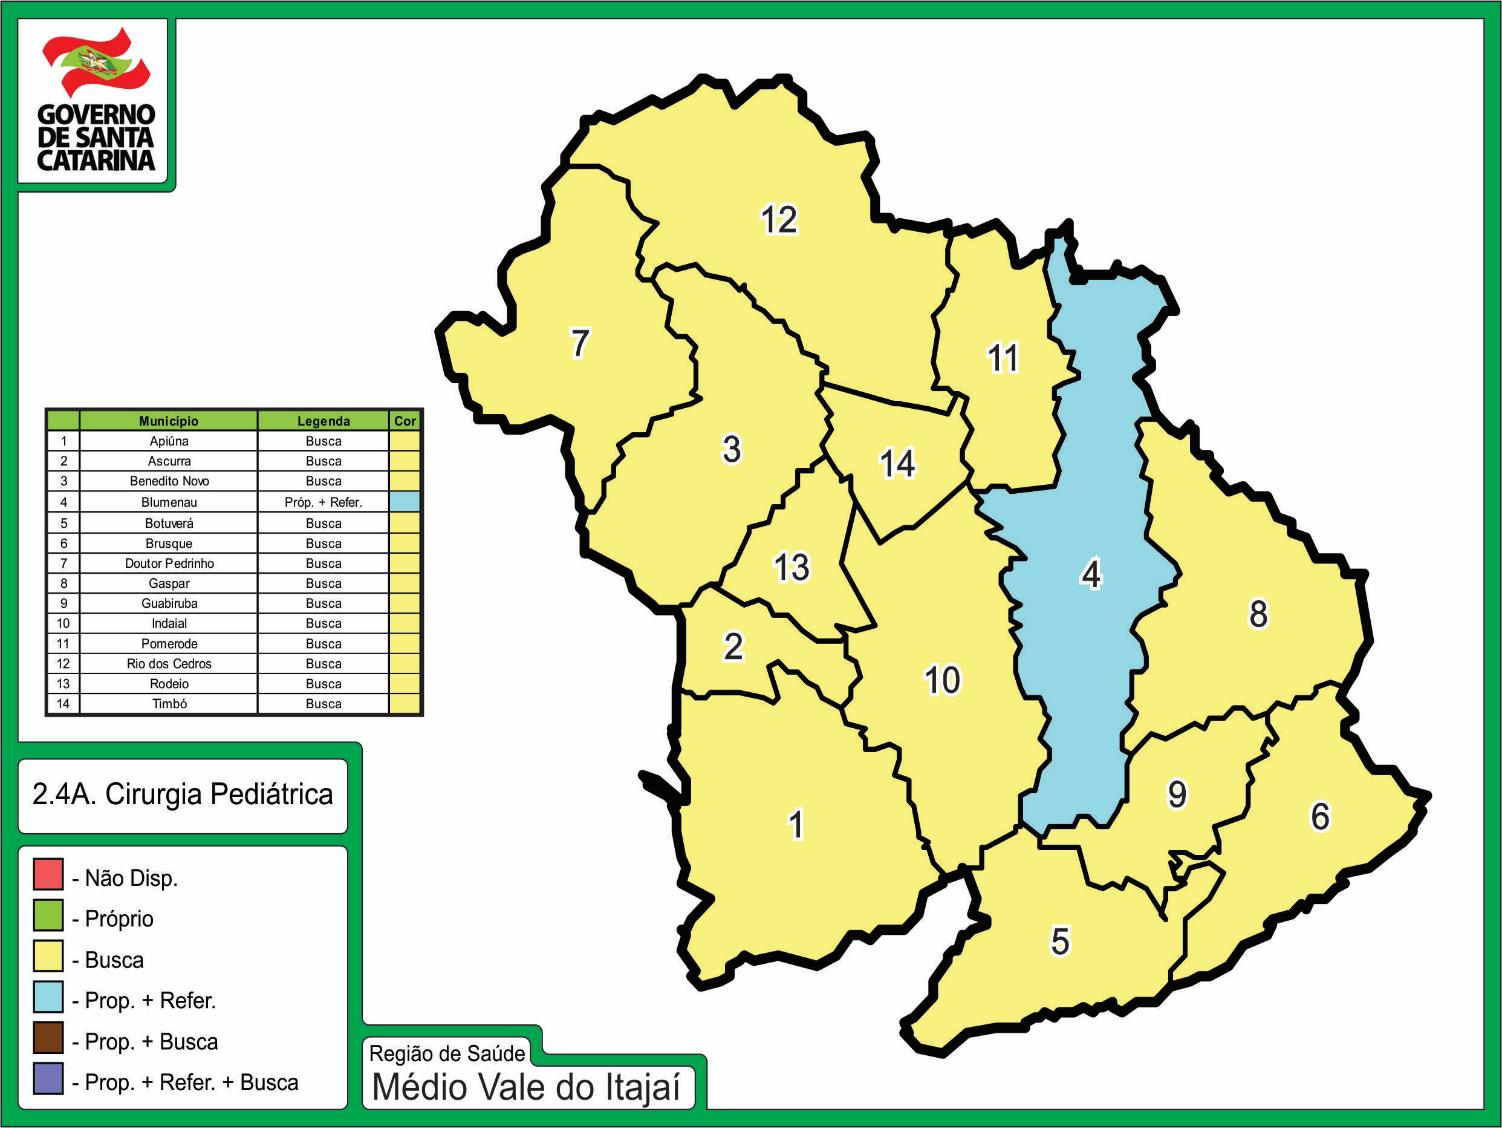 GOVERNO
DE SANTA
CATARINA
12
7
11
3
14
13
4
8
2
10
9
1
6
5
Município Legenda Cor
1 Apiúna Busca
2 Ascurra Busca
3 Benedito Novo Busca
4 Blumenau Próp. + Refer.
5 Botuverá Busca
6 Brusque Busca
7 Doutor Pedrinho Busca
8 Gaspar Busca
9 Guabiruba Busca
10 Indaial Busca
11 Pomerode Busca
12 Rio dos Cedros Busca
13 Rodeio Busca
14 Timbó Busca
2.4A. Cirurgia Pediátrica
- Não Disp.
- Próprio
- Busca
- Prop. + Refer.
- Prop. + Busca
- Prop. + Refer. + Busca
Região de Saúde
Médio Vale do Itajaí